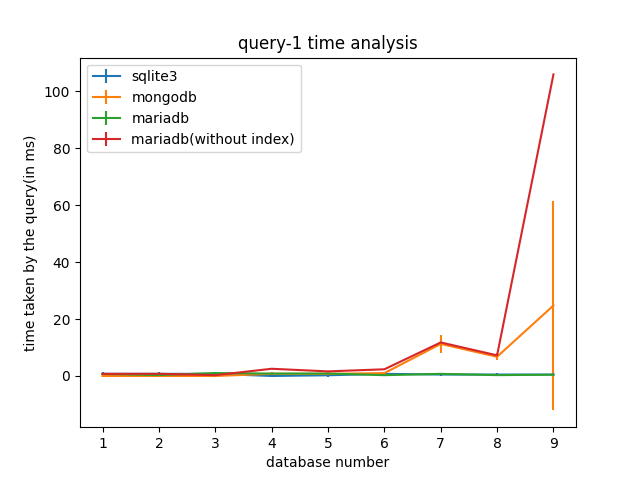 query-1 time analysis
sqlite3
mongodb
mariadb
mariadb(without index)
time taken by the query(in ms)
100
80
60
40
20
0
1 2 3 4 5 6 7 8 9
database number